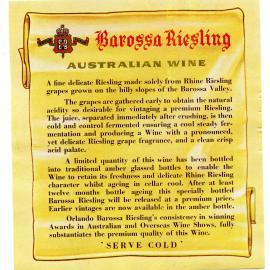 Barossa Riesling
AUSTRALIAN WINE
A fine delicate Riesling made solely from Rhine Riesling
grapes grown on the hilly slopes of the Barossa Valley.
The grapes are gathered early to obtain the natural
acidity so desirable for vintaging a premium Riesling.
The juice, separated immediately after crushing, is then
cold and control fermented ensuring a cool steady fer-
mentation and producing a Wine with a pronounced,
yet delicate Riesling grape fragrance, and a clean crisp
acid palate.
A limited quantity of this wine has been bottled
into traditional amber glassed bottles to enable the
Wine to retain its freshness and delicate Rhine Riesling
character whilst ageing in cellar cool. After at least
twelve months bottle ageing this specially bottled
Barossa Riesling will be released at a premium price.
Earlier vintages are now available in the amber bottle.
Orlando Barossa Riesling's consistency in winning
Awards in Australian and Overseas Wine Shows, fully
substantiates the premium quality of this Wine.
"SERVE COLD"